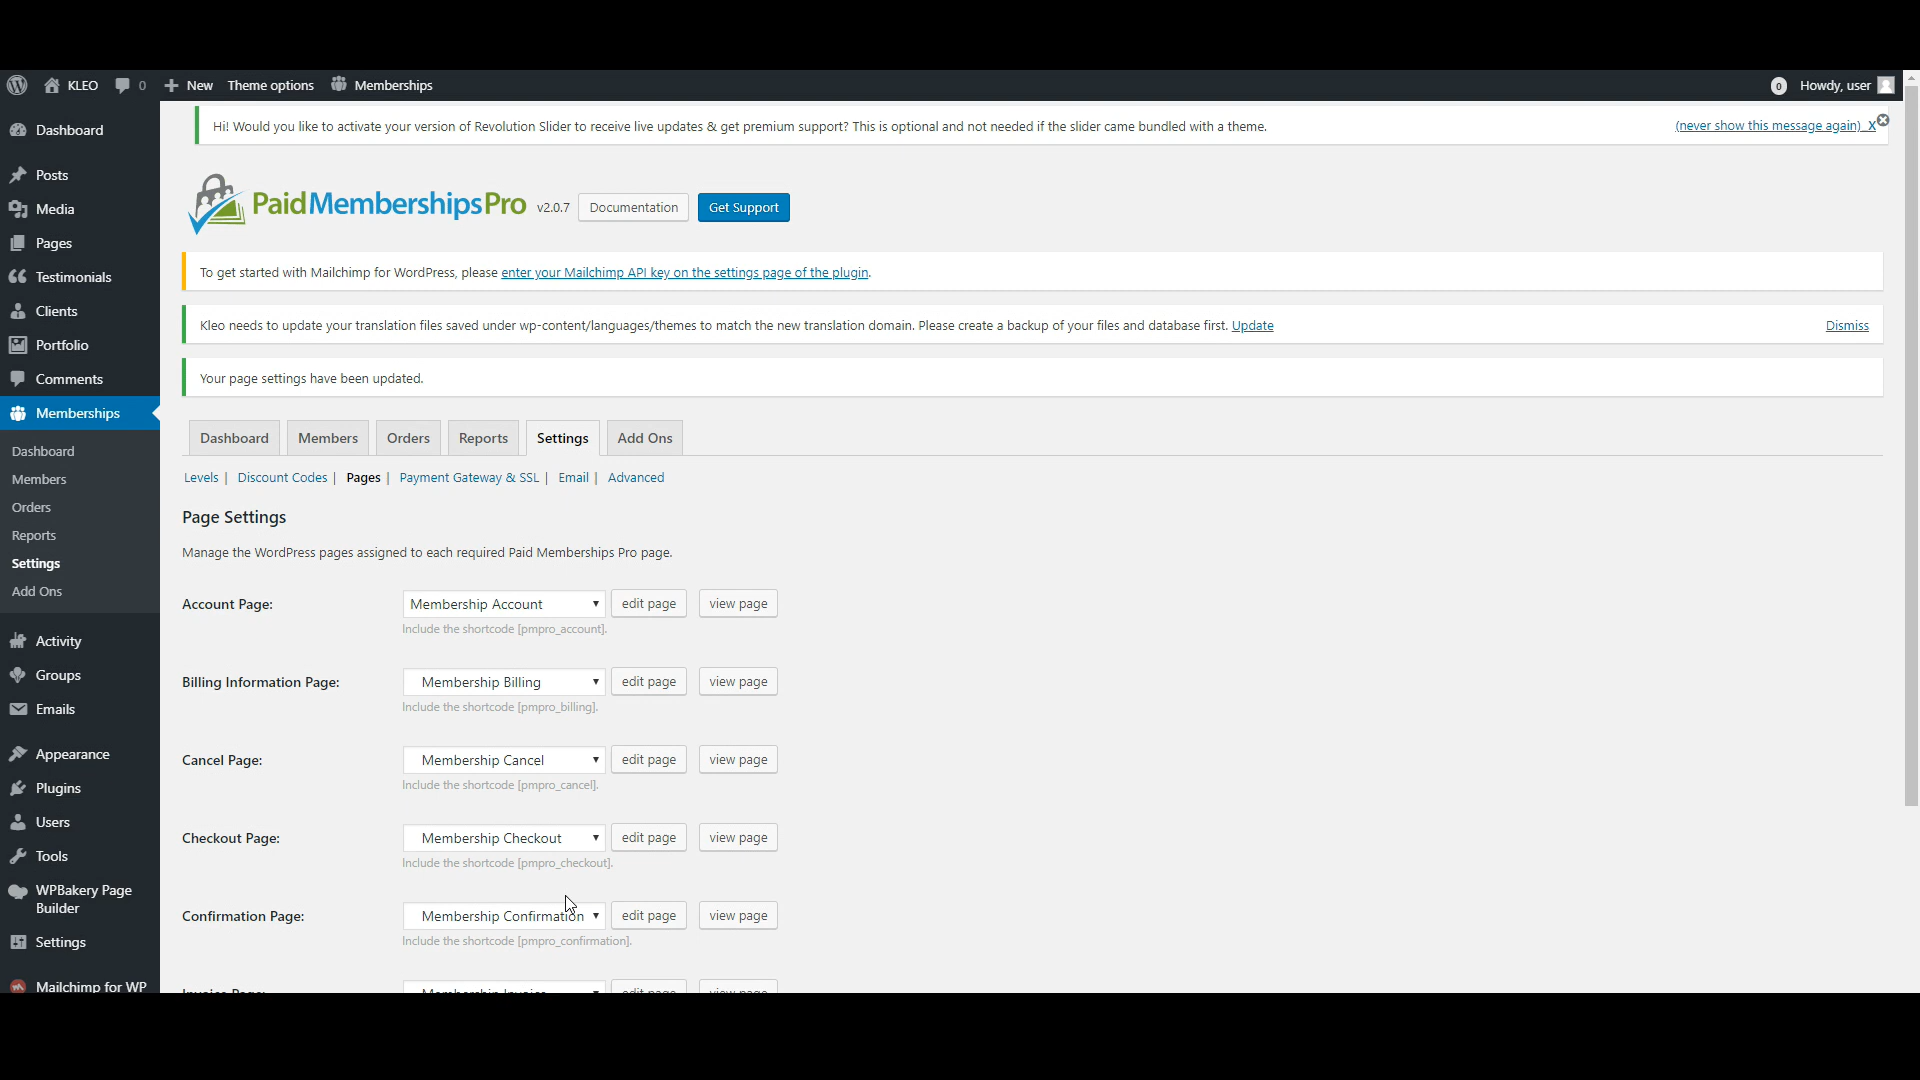 KLEO
0
New
Theme options
Memberships
0
Howdy, user
Dashboard
Posts
Media
Pages
Testimonials
Clients
Portfolio
Comments
Memberships
Dashboard
Members
Orders
Reports
Settings
Add Ons
Activity
Groups
Emails
Appearance
Plugins
Users
Tools
WPBakery Page
Builder
Settings
Mailchimp for WP
Hi! Would you like to activate your version of Revolution Slider to receive live updates & get premium support? This is optional and not needed if the slider came bundled with a theme.
(never show this message again) X
PaidMembershipsPro v2.0.7 Documentation Get Support
To get started with Mailchimp for WordPress, please enter your Mailchimp API key on the settings page of the plugin.
Kleo needs to update your translation files saved under wp-content/languages/themes to match the new translation domain. Please create a backup of your files and database first. Update
Dismiss
Your page settings have been updated.
Dashboard Members Orders Reports Settings Add Ons
Levels | Discount Codes | Pages | Payment Gateway & SSL | Email | Advanced
Page Settings
Manage the WordPress pages assigned to each required Paid Memberships Pro page.
Account Page: Membership Account edit page view page
Include the shortcode [pmpro_account].
Billing Information Page: Membership Billing edit page view page
Include the shortcode [pmpro_billing].
Cancel Page: Membership Cancel edit page view page
Include the shortcode [pmpro_cancel].
Checkout Page: Membership Checkout edit page view page
Include the shortcode [pmpro_checkout].
Confirmation Page: Membership Confirmation edit page view page
Include the shortcode [pmpro_confirmation].
Invoice Page: Membership Invoice edit page view page